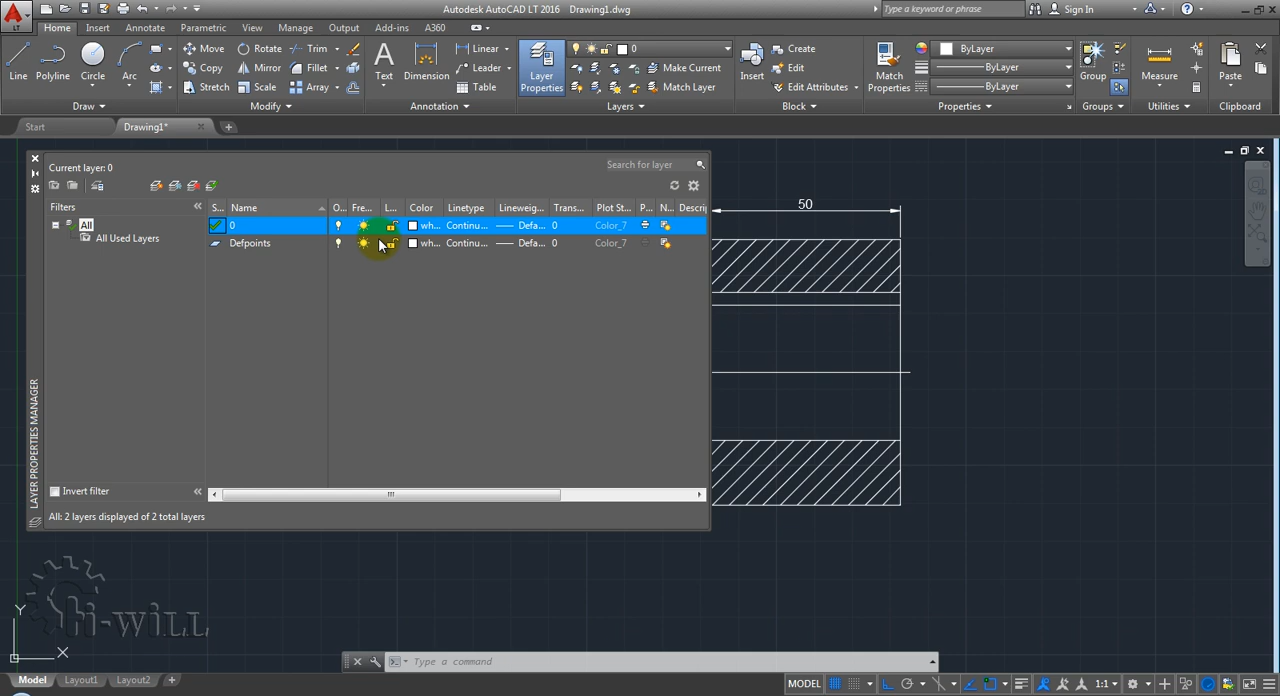 Autodesk AutoCAD LT 2016 Drawing1.dwg
Type a keyword or phrase
Sign In
LT
Home Insert Annotate Parametric View Manage Output Add-ins A360
Line Polyline Circle Arc
Move Rotate Trim
Copy Mirror Fillet
Stretch Scale Array
Text Dimension
Linear
Leader
Table
Layer Properties
0
Make Current
Match Layer
Insert
Create
Edit
Edit Attributes
Match Properties
ByLayer
ByLayer
ByLayer
Group Measure Paste
Draw Modify Annotation Layers Block Properties Groups Utilities Clipboard
Start Drawing1*
Current layer: 0
Search for layer
Filters
All
All Used Layers
S... Name O... Fre... L... Color Linetype Lineweig... Trans... Plot St... P... N... Descrip
0 wh... Continu... Defa... 0 Color_7
Defpoints wh... Continu... Defa... 0 Color_7
50
LAYER PROPERTIES MANAGER
Invert filter
All: 2 layers displayed of 2 total layers
hi-will
Y
X
Type a command
Model Layout1 Layout2
MODEL 1:1